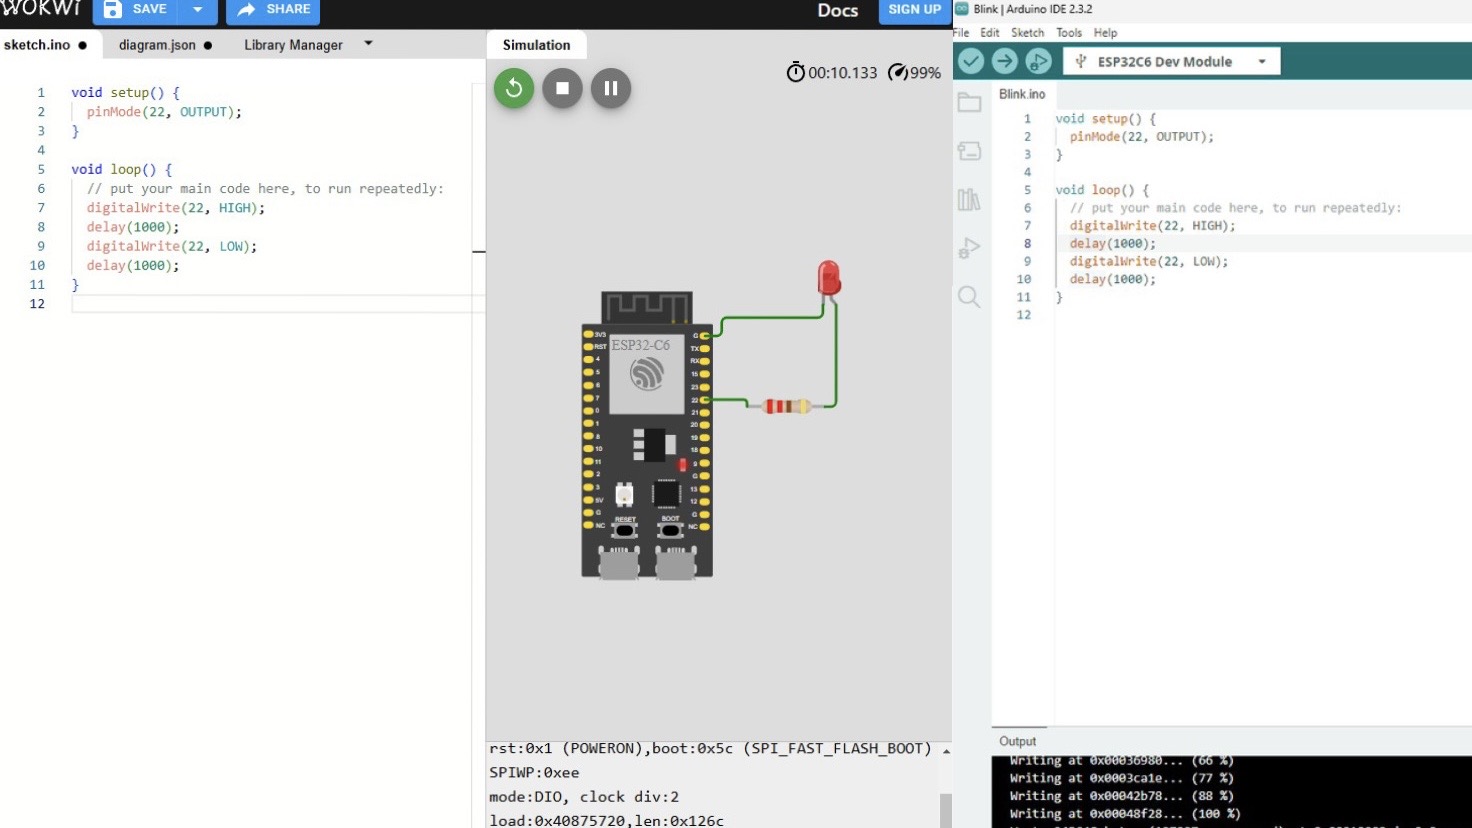 WOKWi
SAVE
SHARE
Docs
SIGN UP
sketch.ino ●
diagram.json ●
Library Manager
1 void setup() {
2 pinMode(22, OUTPUT);
3 }
4
5 void loop() {
6 // put your main code here, to run repeatedly:
7 digitalWrite(22, HIGH);
8 delay(1000);
9 digitalWrite(22, LOW);
10 delay(1000);
11 }
12
Simulation
00:10.133 99%
ESP32-C6
3V3
RST
4
5
6
7
0
1
8
10
11
2
3
5V
G
NC
G
TX
RX
15
23
22
21
20
19
18
9
G
13
12
G
NC
RESET
BOOT
rst:0x1 (POWERON),boot:0x5c (SPI_FAST_FLASH_BOOT)
SPIWP:0xee
mode:DIO, clock div:2
load:0x40875720,len:0x126c
Blink | Arduino IDE 2.3.2
File Edit Sketch Tools Help
ESP32C6 Dev Module
Blink.ino
1 void setup() {
2 pinMode(22, OUTPUT);
3 }
4
5 void loop() {
6 // put your main code here, to run repeatedly:
7 digitalWrite(22, HIGH);
8 delay(1000);
9 digitalWrite(22, LOW);
10 delay(1000);
11 }
12
Output
Writing at 0x00036980... (66 %)
Writing at 0x0003ca1e... (77 %)
Writing at 0x00042b78... (88 %)
Writing at 0x00048f28... (100 %)